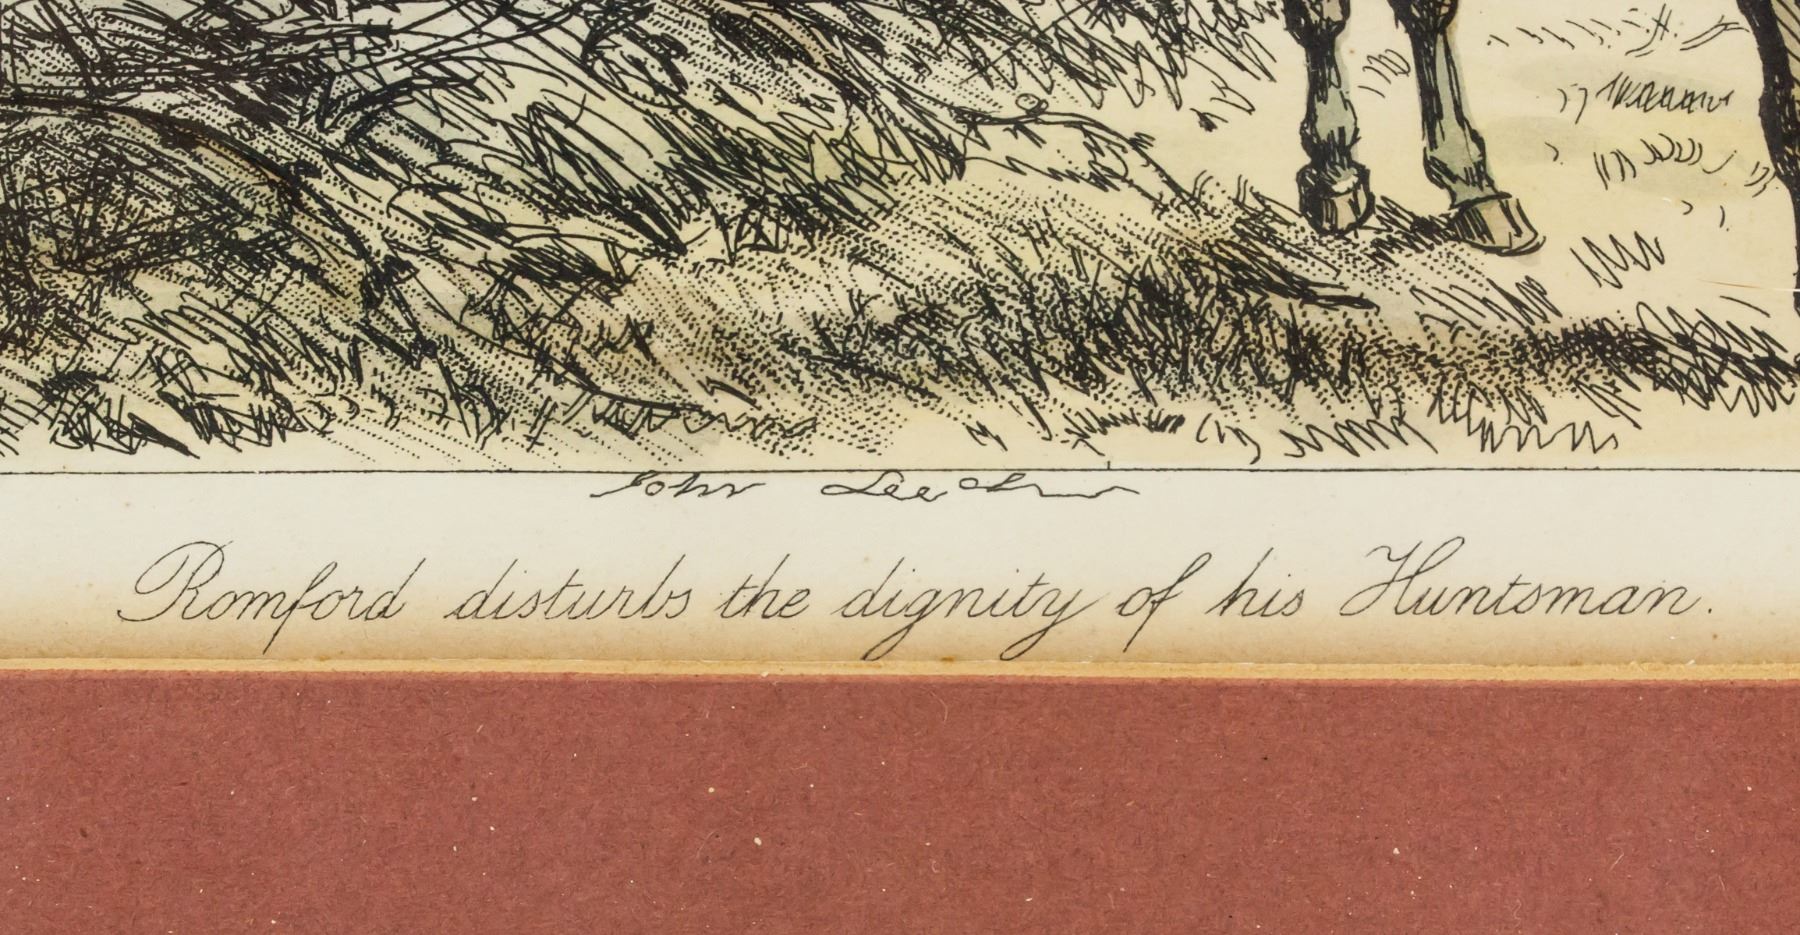 John Leech
Romford disturbs the dignity of his Huntsman.